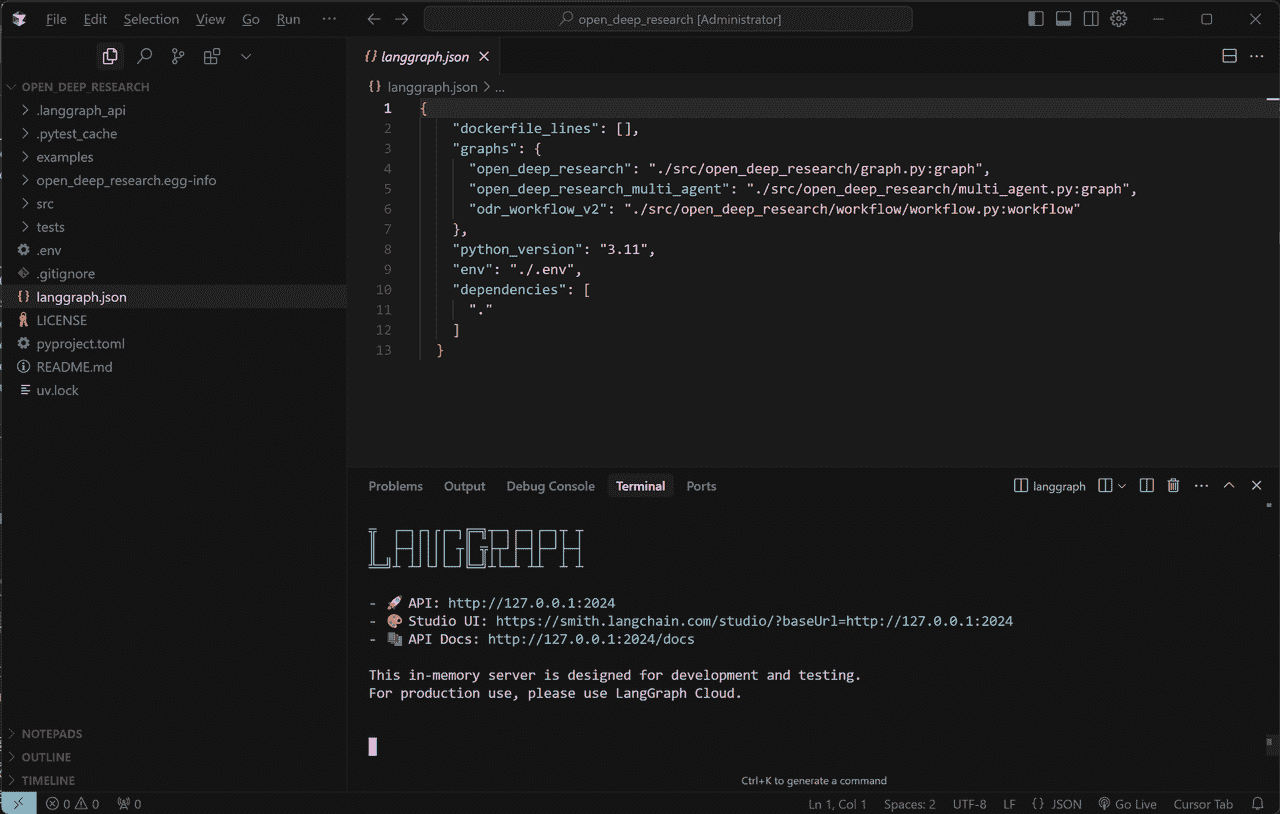 File Edit Selection View Go Run ··· open_deep_research [Administrator]
OPEN_DEEP_RESEARCH
.langgraph_api
.pytest_cache
examples
open_deep_research.egg-info
src
tests
.env
.gitignore
langgraph.json
LICENSE
pyproject.toml
README.md
uv.lock
NOTEPADS
OUTLINE
TIMELINE
{} langgraph.json
{} langgraph.json > ...
1 {
2 "dockerfile_lines": [],
3 "graphs": {
4 "open_deep_research": "./src/open_deep_research/graph.py:graph",
5 "open_deep_research_multi_agent": "./src/open_deep_research/multi_agent.py:graph",
6 "odr_workflow_v2": "./src/open_deep_research/workflow/workflow.py:workflow"
7 },
8 "python_version": "3.11",
9 "env": "./.env",
10 "dependencies": [
11 "."
12 ]
13 }
Problems Output Debug Console Terminal Ports langgraph
LANGGRAPH
- 🚀 API: http://127.0.0.1:2024
- 🎨 Studio UI: https://smith.langchain.com/studio/?baseUrl=http://127.0.0.1:2024
- 📚 API Docs: http://127.0.0.1:2024/docs
This in-memory server is designed for development and testing.
For production use, please use LangGraph Cloud.
Ctrl+K to generate a command
0 0 0 Ln 1, Col 1 Spaces: 2 UTF-8 LF {} JSON Go Live Cursor Tab